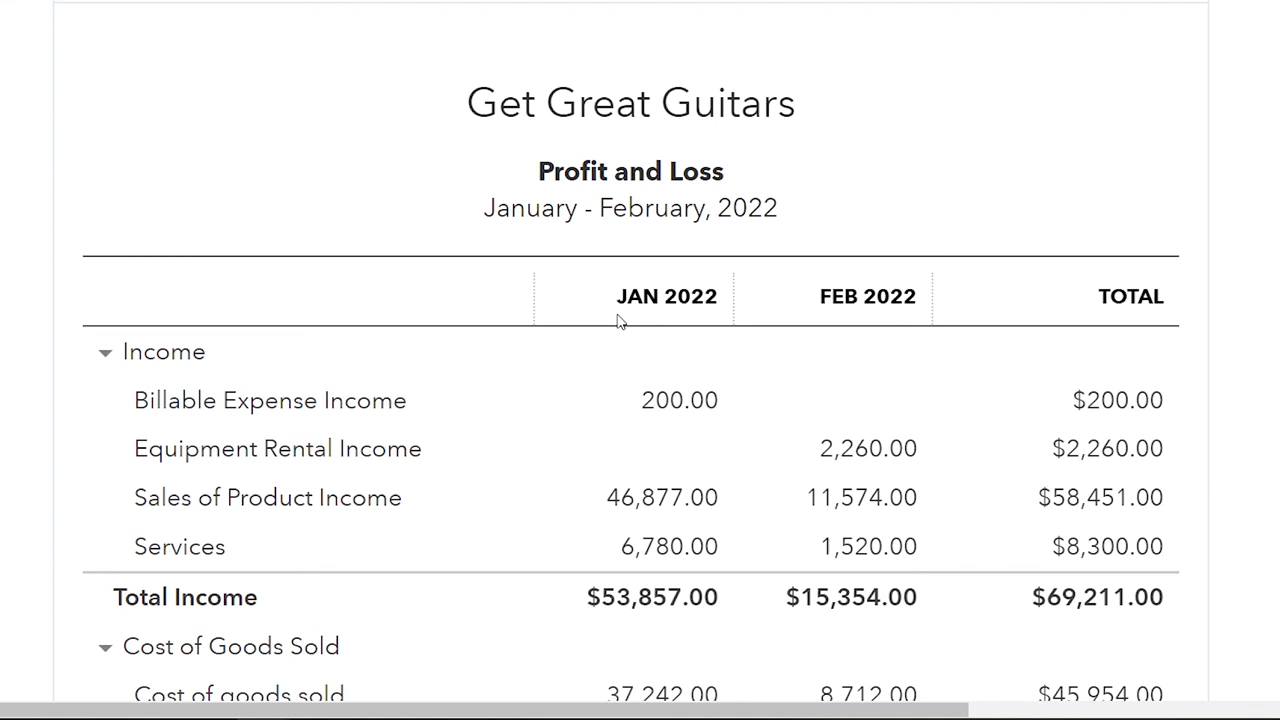 Get Great Guitars
Profit and Loss
January - February, 2022
JAN 2022 FEB 2022 TOTAL
Income
Billable Expense Income 200.00 $200.00
Equipment Rental Income 2,260.00 $2,260.00
Sales of Product Income 46,877.00 11,574.00 $58,451.00
Services 6,780.00 1,520.00 $8,300.00
Total Income $53,857.00 $15,354.00 $69,211.00
Cost of Goods Sold
Cost of goods sold 37,242.00 8,712.00 $45,954.00